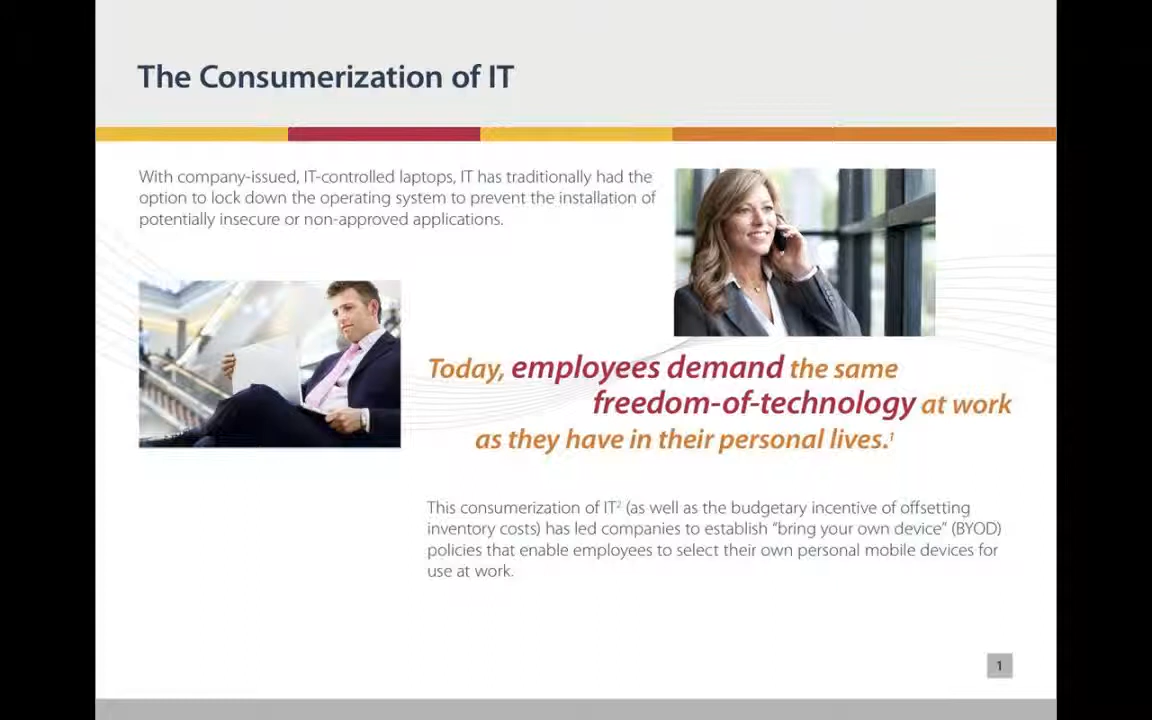 The Consumerization of IT
With company-issued, IT-controlled laptops, IT has traditionally had the
option to lock down the operating system to prevent the installation of
potentially insecure or non-approved applications.
Today, employees demand the same
freedom-of-technology at work
as they have in their personal lives.¹
This consumerization of IT² (as well as the budgetary incentive of offsetting
inventory costs) has led companies to establish “bring your own device” (BYOD)
policies that enable employees to select their own personal mobile devices for
use at work.
1